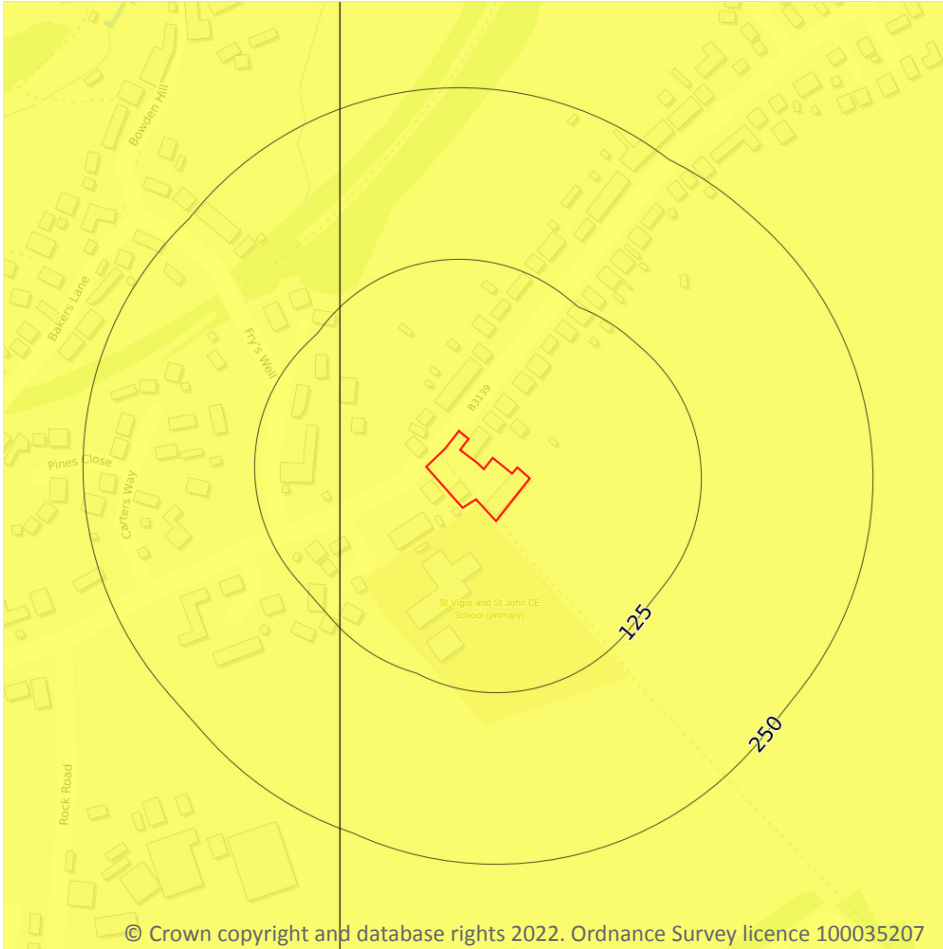 Bowden Hill
Bakers Lane
Fry's Well
B3139
Pines Close
Carters Way
St Vigor and St John CE
School (primary)
125
250
Rock Road
© Crown copyright and database rights 2022. Ordnance Survey licence 100035207